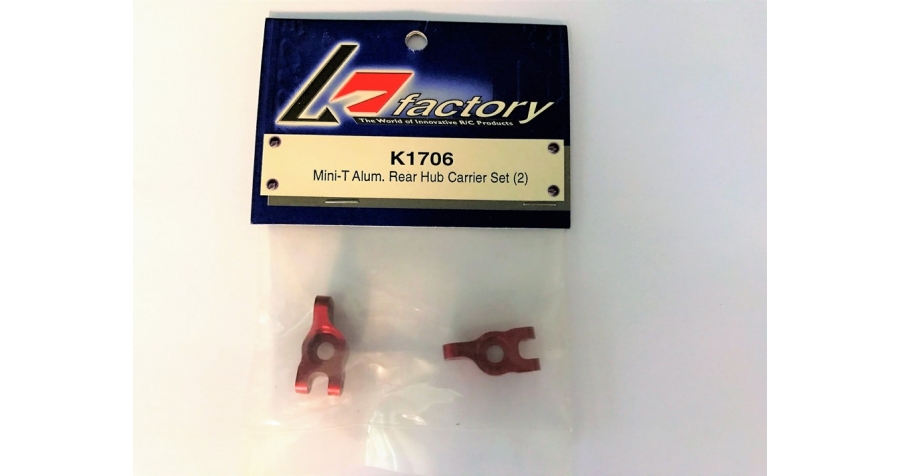 K factory
The World of Innovative R/C Products
K1706
Mini-T Alum. Rear Hub Carrier Set (2)